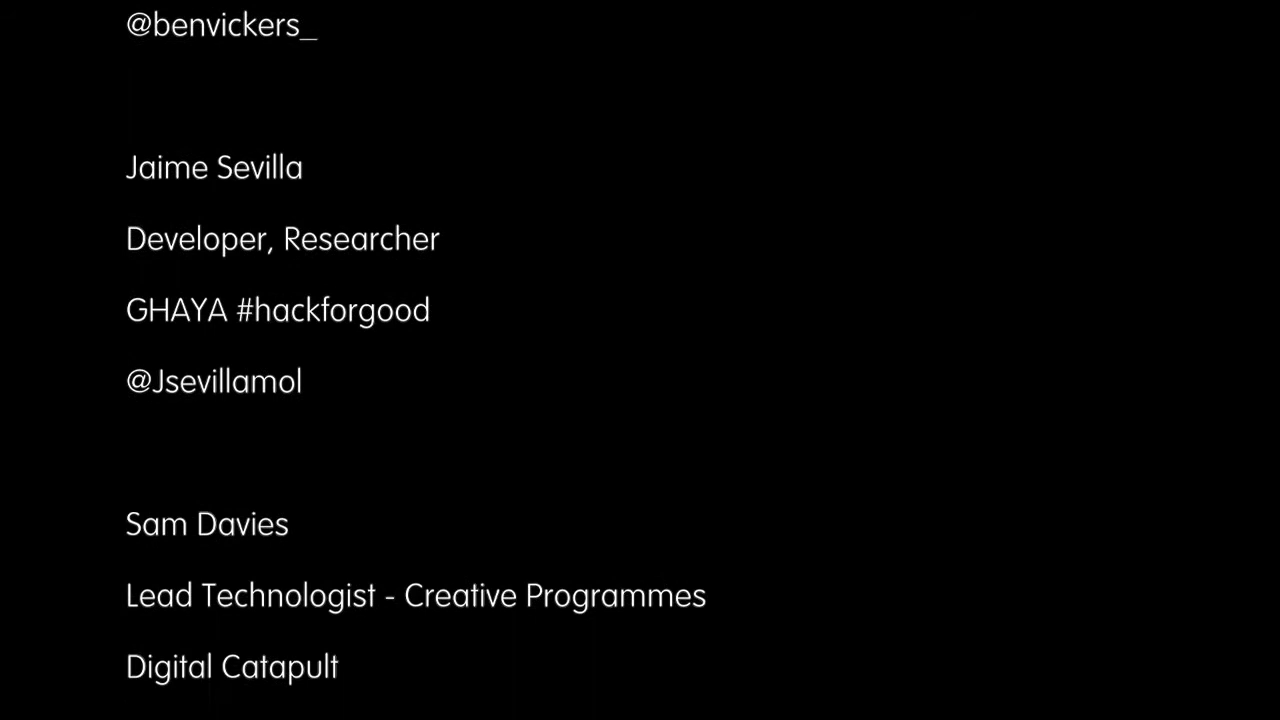 @benvickers_
Jaime Sevilla
Developer, Researcher
GHAYA #hackforgood
@Jsevillamol
Sam Davies
Lead Technologist - Creative Programmes
Digital Catapult